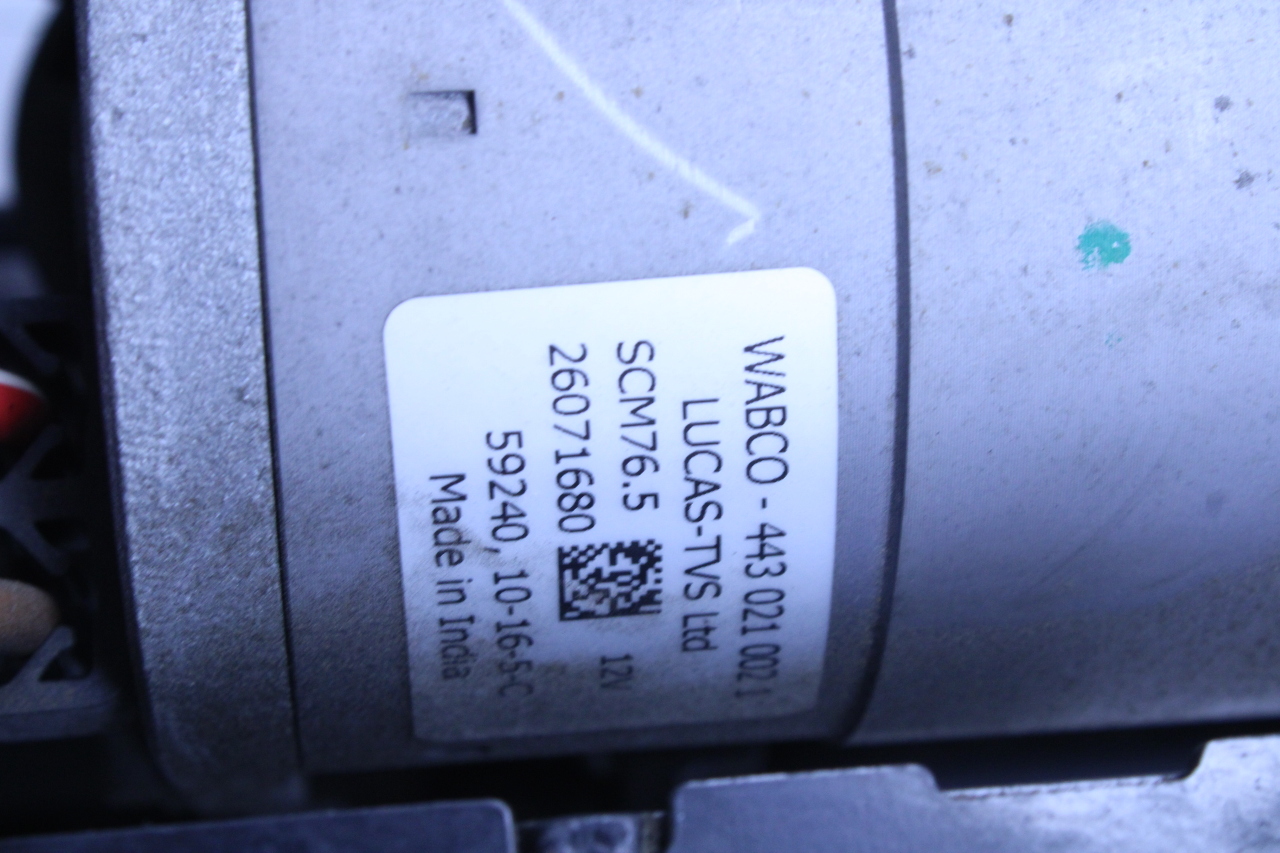 WABCO - 443 021 002 1
LUCAS-TVS Ltd
SCM76.5 12V
26071680
59240, 10-16-5-C
Made in India